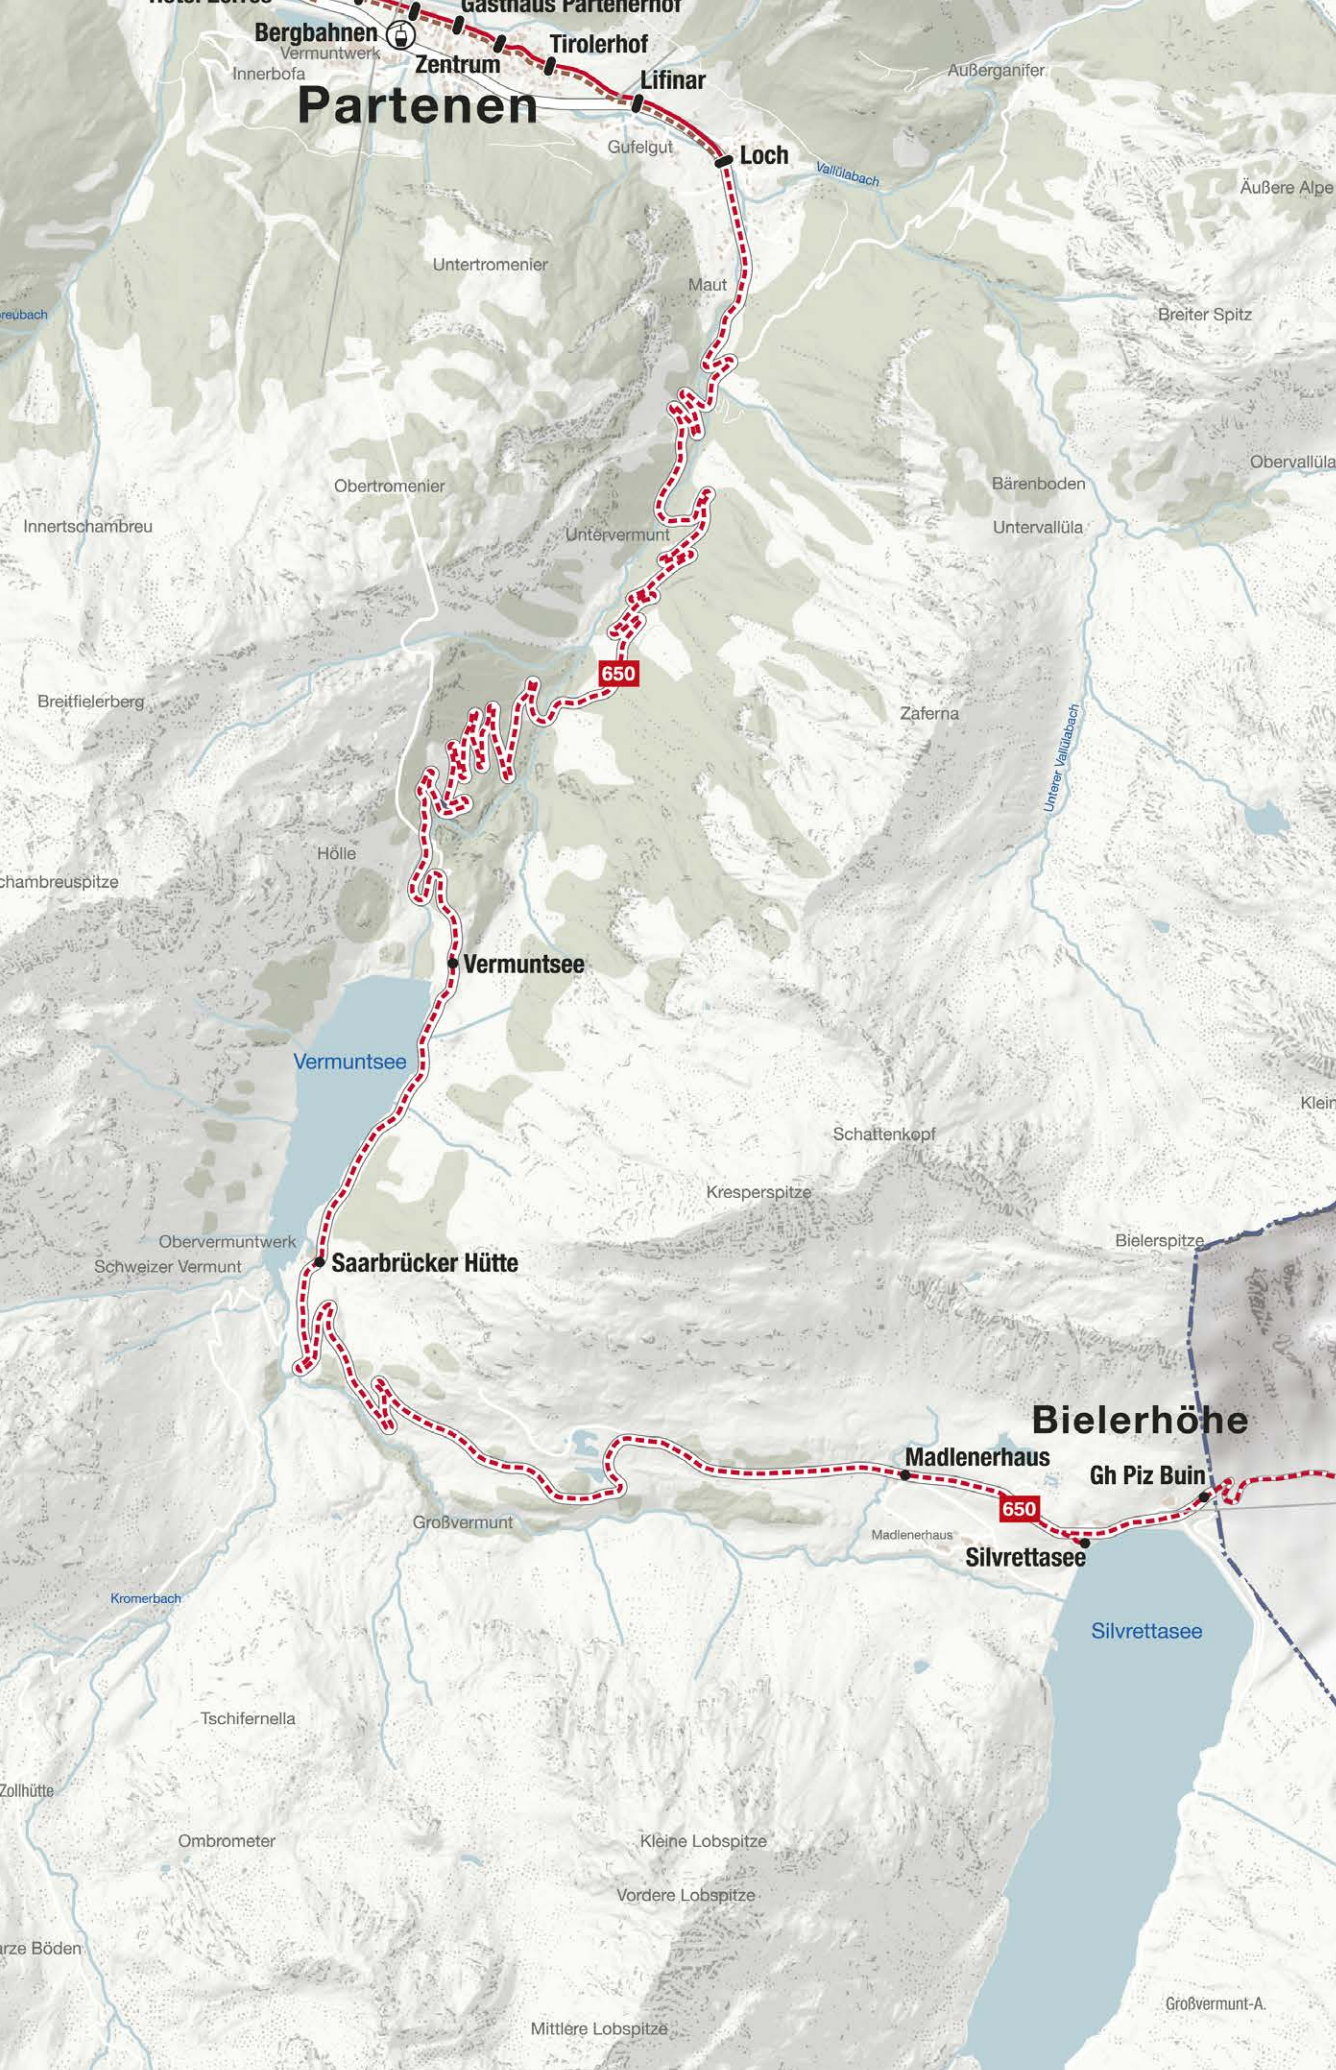 Gasthaus Partenerhof
Bergbahnen
Vermuntwerk
Innerbofa
Zentrum
Tirolerhof
Lifinar
Partenen
Außerganifer
Gufelgut
Loch
Vallülabach
Äußere Alpe
Untertromenier
Maut
Breiter Spitz
Obertromenier
Bärenboden
Obervallüla
Innertschambreu
Untervermunt
Untervallüla
650
Breitfielerberg
Zaferna
Unterer Vallülabach
Hölle
chambreuspitze
Vermuntsee
Vermuntsee
Klein
Schattenkopf
Kresperspitze
Obervermuntwerk
Schweizer Vermunt
Bielerspitze
Saarbrücker Hütte
Bielerhöhe
Madlenerhaus
Gh Piz Buin
650
Großvermunt
Madlenerhaus
Silvrettasee
Kromerbach
Silvrettasee
Tschifernella
Zollhütte
Ombrometer
Kleine Lobspitze
Vordere Lobspitze
arze Böden
Großvermunt-A.
Mittlere Lobspitze